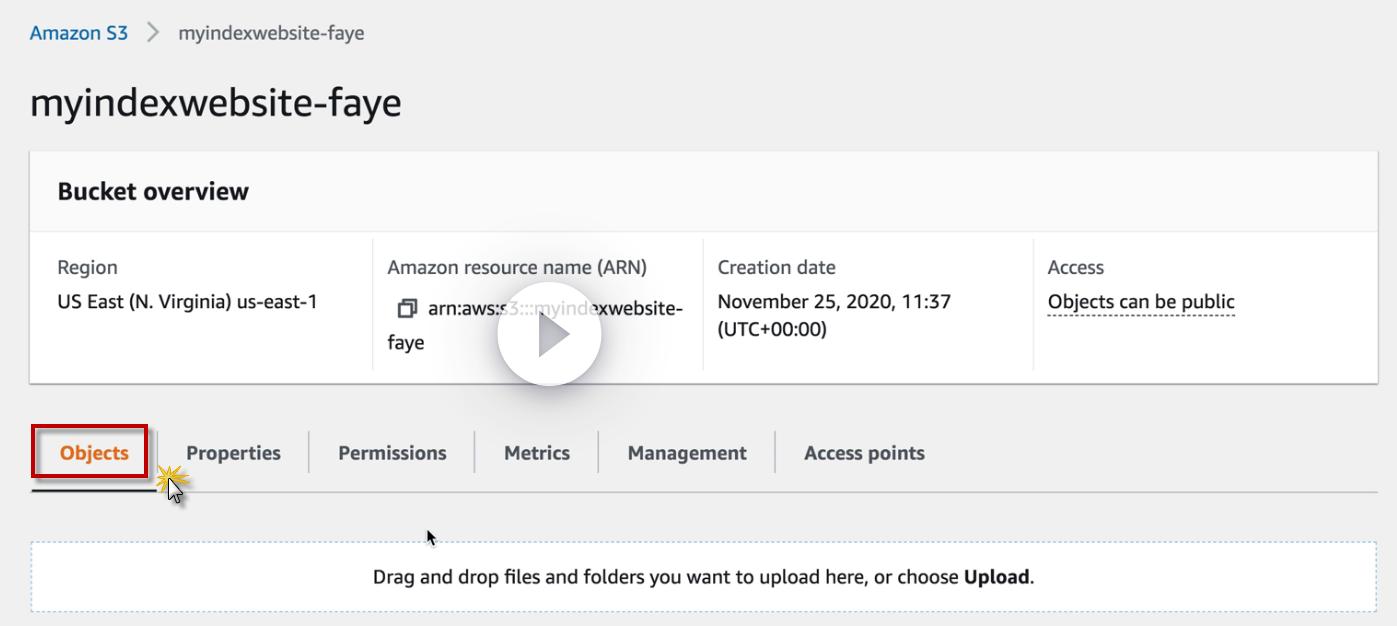 Amazon S3 > myindexwebsite-faye
myindexwebsite-faye
Bucket overview
Region
US East (N. Virginia) us-east-1
Amazon resource name (ARN)
arn:aws:s3:::myindexwebsite-
faye
Creation date
November 25, 2020, 11:37
(UTC+00:00)
Access
Objects can be public
Objects Properties Permissions Metrics Management Access points
Drag and drop files and folders you want to upload here, or choose Upload.